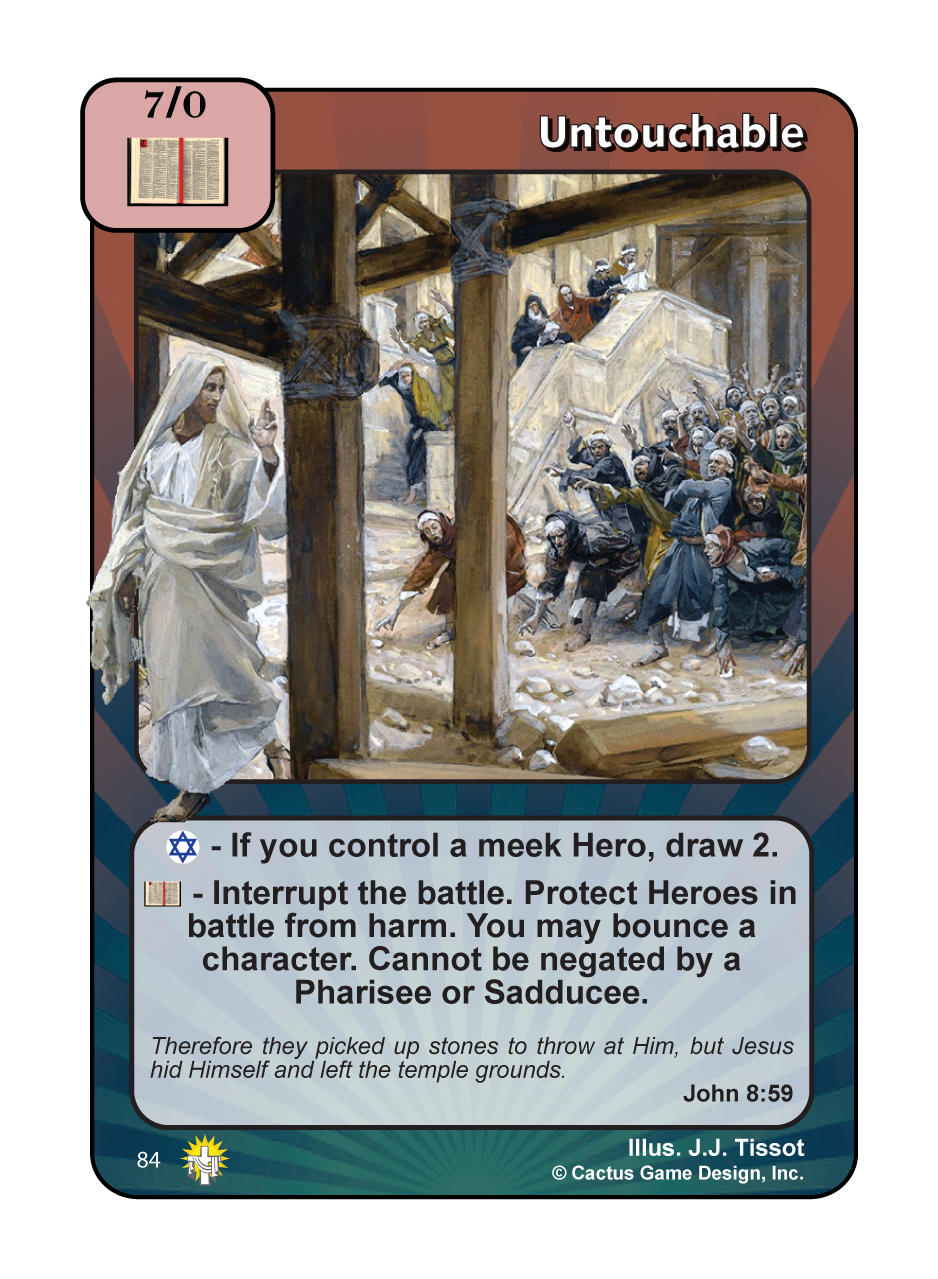 7/0
Untouchable
- If you control a meek Hero, draw 2.
- Interrupt the battle. Protect Heroes in
battle from harm. You may bounce a
character. Cannot be negated by a
Pharisee or Sadducee.
Therefore they picked up stones to throw at Him, but Jesus
hid Himself and left the temple grounds.
John 8:59
84
Illus. J.J. Tissot
© Cactus Game Design, Inc.